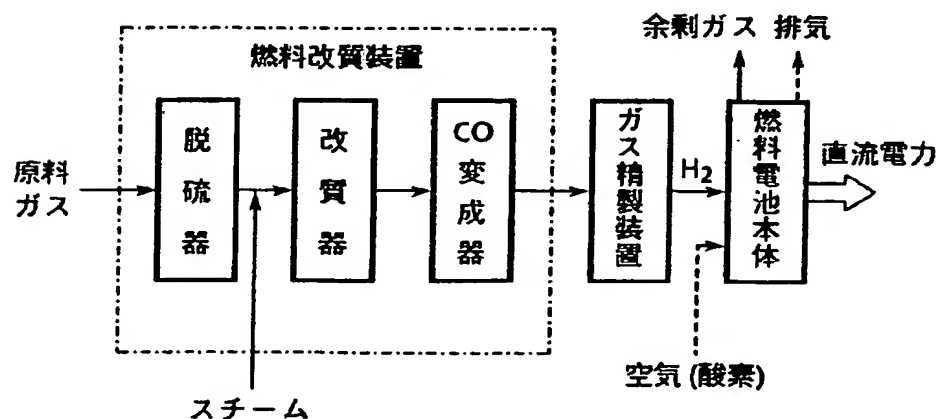 余剰ガス 排気
燃料改質装置
脱硫器
改質器
CO変成器
ガス精製装置
燃料電池本体
原料
ガス
H2
直流電力
空気(酸素)
スチーム